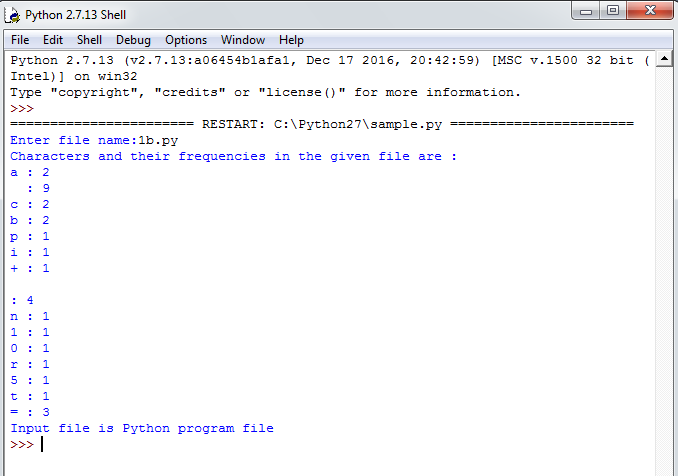 Python 2.7.13 Shell
File Edit Shell Debug Options Window Help
Python 2.7.13 (v2.7.13:a06454b1afa1, Dec 17 2016, 20:42:59) [MSC v.1500 32 bit (
Intel)] on win32
Type "copyright", "credits" or "license()" for more information.
>>>
======================= RESTART: C:\Python27\sample.py =======================
Enter file name:1b.py
Characters and their frequencies in the given file are :
a : 2
  : 9
c : 2
b : 2
p : 1
i : 1
+ : 1

: 4
n : 1
1 : 1
0 : 1
r : 1
5 : 1
t : 1
= : 3
Input file is Python program file
>>>